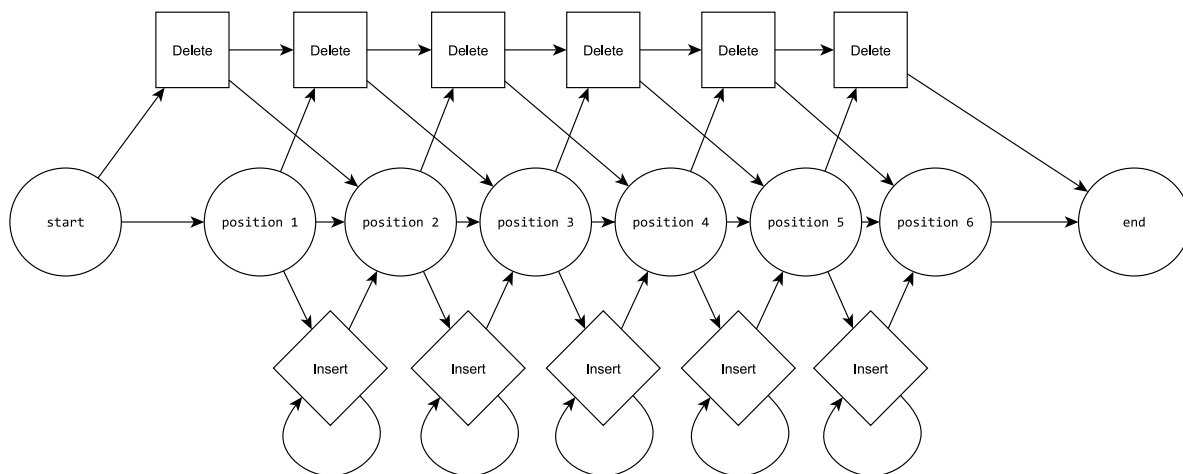 Delete
Delete
Delete
Delete
Delete
Delete
start
position 1
position 2
position 3
position 4
position 5
position 6
end
Insert
Insert
Insert
Insert
Insert